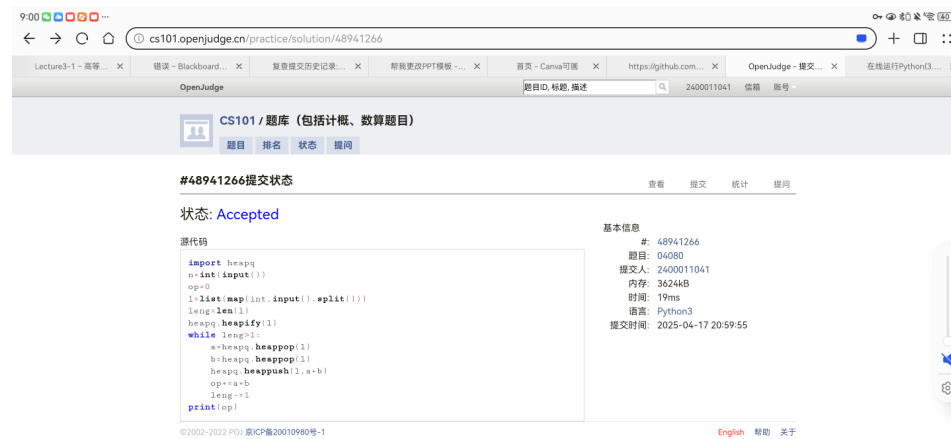 9:00 ... 40
cs101.openjudge.cn/practice/solution/48941266
Lecture3-1 – 高等... × 错误 – Blackboard... × 复查提交历史记录:... × 帮我更改PPT模板 -... × 首页 - Canva可画 × https://github.com... × OpenJudge - 提交... × 在线运行Python(3....
OpenJudge 题目ID, 标题, 描述 2400011041 信箱 账号
CS101 / 题库（包括计概、数算题目）
题目 排名 状态 提问
#48941266提交状态 查看 提交 统计 提问
状态: Accepted
源代码
import heapq
n=int(input())
op=0
l=list(map(int,input().split()))
leng=len(l)
heapq.heapify(l)
while leng>1:
    a=heapq.heappop(l)
    b=heapq.heappop(l)
    heapq.heappush(l,a+b)
    op+=a+b
    leng-=1
print(op)
基本信息
#: 48941266
题目: 04080
提交人: 2400011041
内存: 3624kB
时间: 19ms
语言: Python3
提交时间: 2025-04-17 20:59:55
©2002-2022 POJ 京ICP备20010980号-1 English 帮助 关于